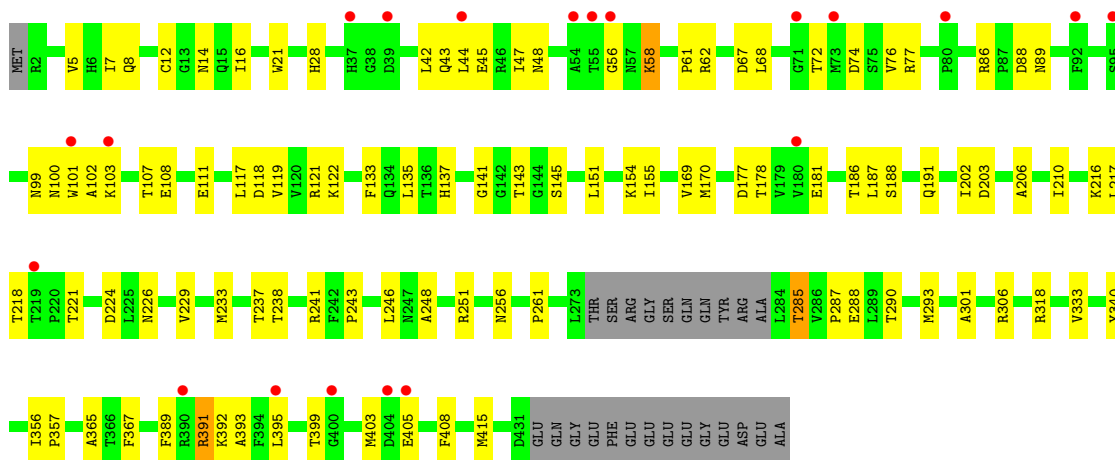 MET R2 V5 H6 I7 Q8 C12 G13 N14 Q15 I16 W21 H28 H37 G38 D39 L42 Q43 L44 E45 R46 I47 N48 A54 T55 G56 N57 K58 P61 R62 D67 L68 G71 T72 M73 D74 S75 V76 R77 P80 R86 P87 D88 N89 F92 S95
N99 N100 W101 A102 K103 T107 E108 E111 L117 D118 V119 V120 R121 K122 F133 Q134 L135 T136 H137 G141 G142 T143 G144 S145 L151 K154 I155 V169 M170 D177 T178 V179 V180 E181 T186 L187 S188 Q191 I202 D203 A206 I210 K216 L217
T218 T219 P220 T221 D224 L225 N226 V229 M233 T237 T238 R241 F242 P243 L246 N247 A248 R251 N256 P261 L273 THR SER ARG GLY SER GLN GLN TYR ARG ALA L284 T285 V286 P287 E288 L289 T290 M293 A301 R306 R318 V333 Y340
I356 P357 A365 T366 F367 F389 R390 R391 K392 A393 F394 L395 T399 G400 M403 D404 E405 F408 M415 D431 GLU GLN GLY GLU PHE GLU GLU GLU GLU GLY GLU ASP GLU ALA